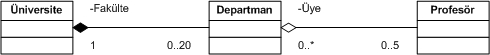 Üniversite -Fakülte Departman -Üye Profesör
1 0..20 0..* 0..5